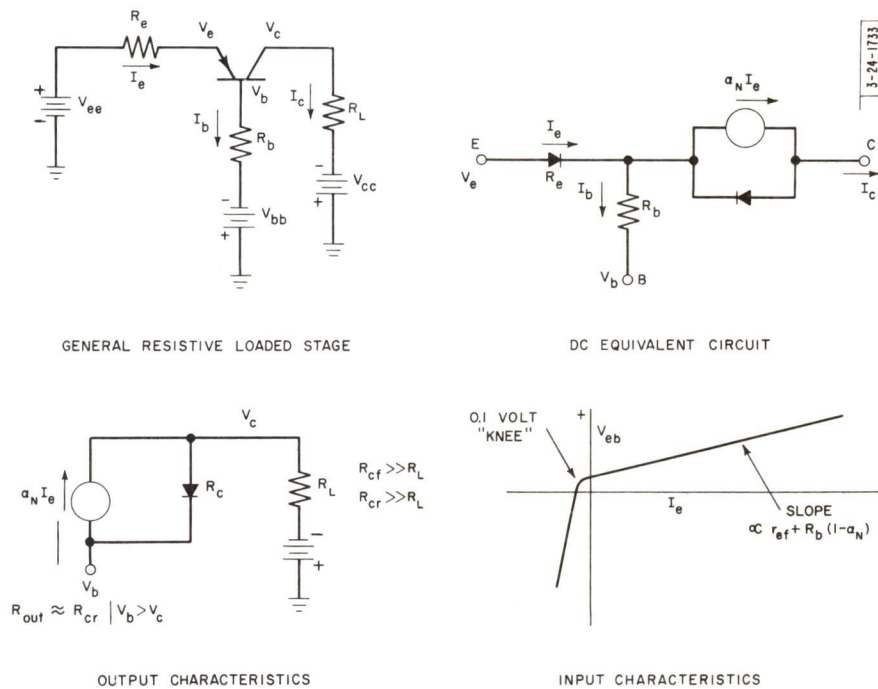 R_e
V_e
V_c
I_e
V_b
+
V_ee
-
I_b
R_b
I_c
R_L
-
V_bb
+
-
V_cc
+
GENERAL RESISTIVE LOADED STAGE
3-24-1733
α_N I_e
E
I_e
C
V_e
R_e
I_b
R_b
I_c
V_b B
DC EQUIVALENT CIRCUIT
V_c
α_N I_e
R_c
R_L
R_cf >> R_L
R_cr >> R_L
-
+
V_b
R_out ≈ R_cr | V_b > V_c
OUTPUT CHARACTERISTICS
0.1 VOLT
"KNEE"
+
V_eb
I_e
SLOPE
∝ r_ef + R_b (1-α_N)
INPUT CHARACTERISTICS